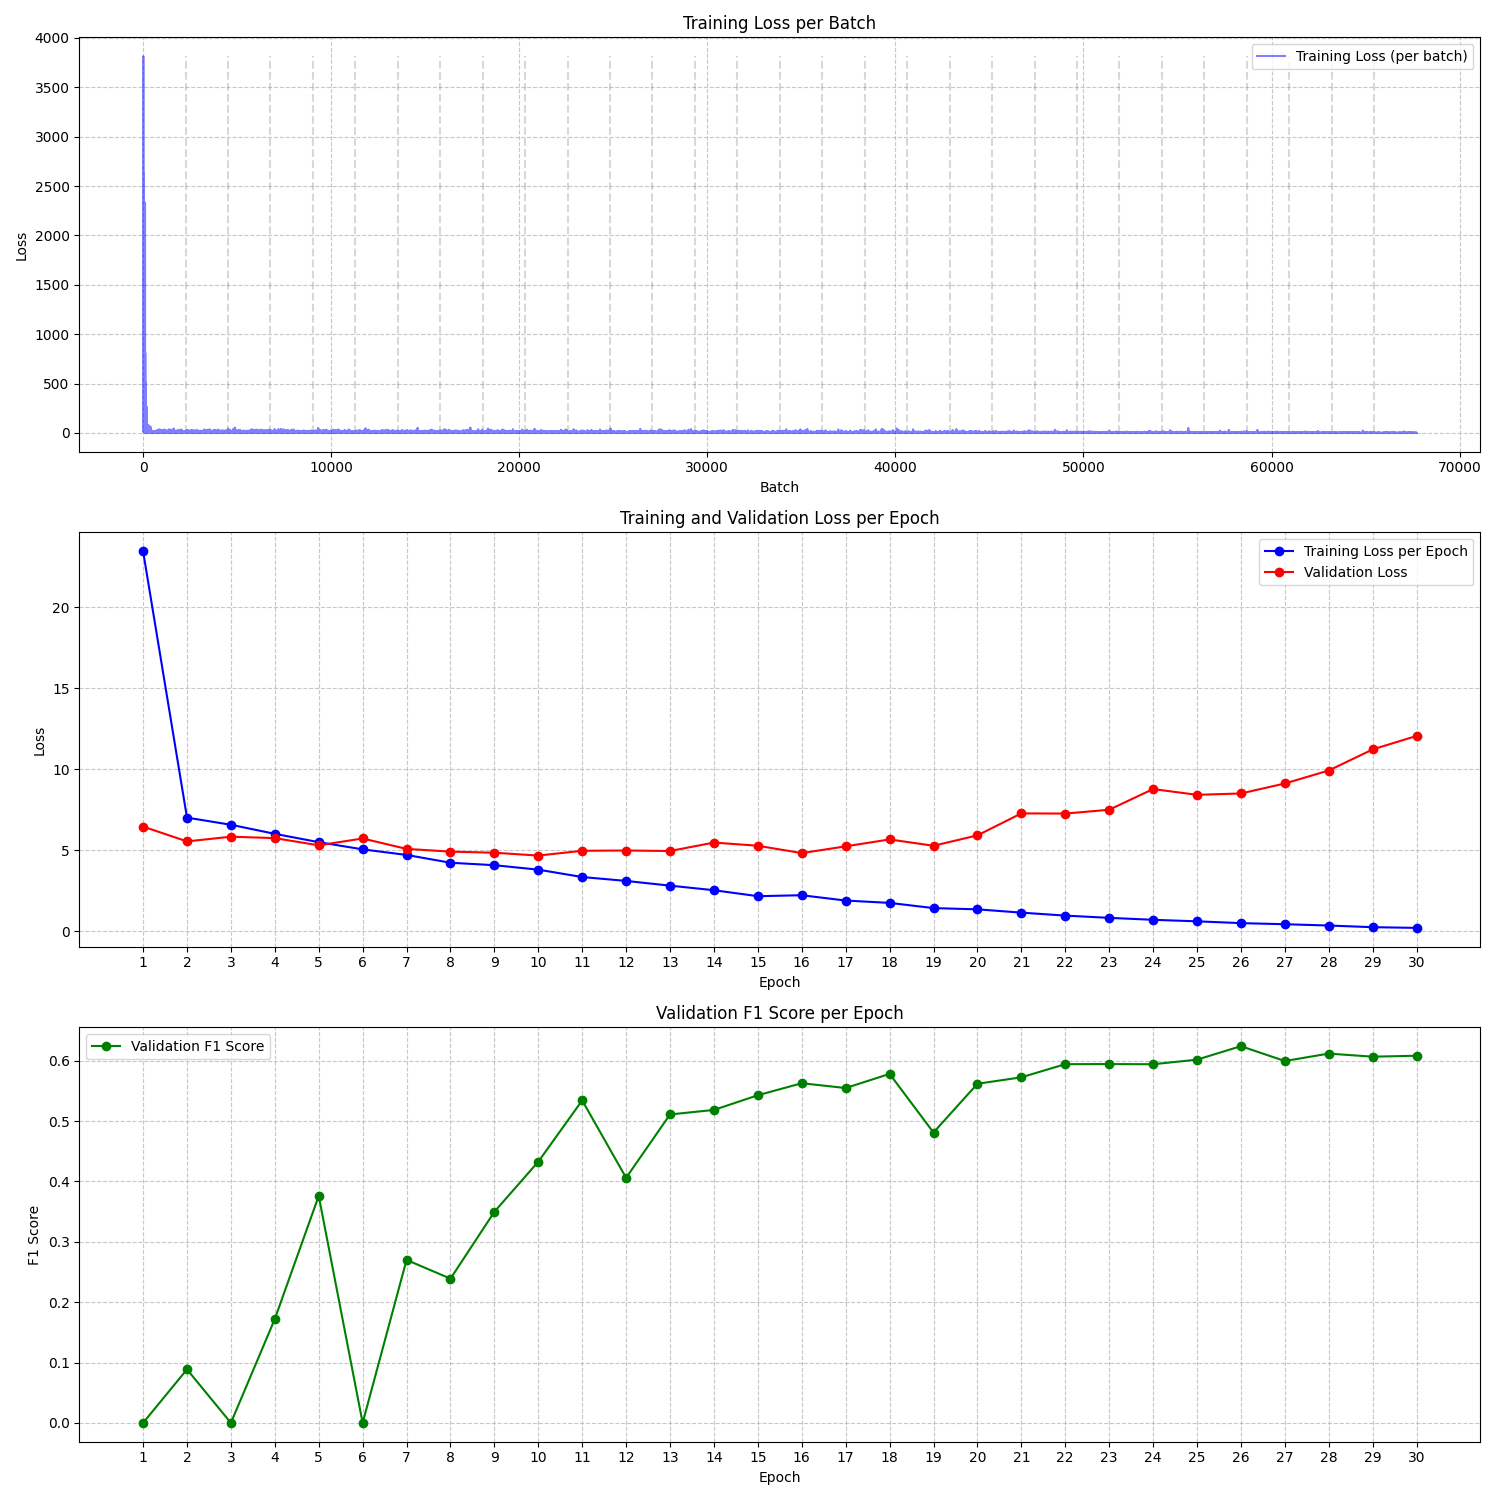 Training Loss per Batch
4000
3500
3000
2500
2000
1500
1000
500
0
Loss
Training Loss (per batch)
0 10000 20000 30000 40000 50000 60000 70000
Batch
Training and Validation Loss per Epoch
20
15
10
5
0
Loss
Training Loss per Epoch
Validation Loss
1 2 3 4 5 6 7 8 9 10 11 12 13 14 15 16 17 18 19 20 21 22 23 24 25 26 27 28 29 30
Epoch
Validation F1 Score per Epoch
Validation F1 Score
0.6
0.5
0.4
0.3
0.2
0.1
0.0
F1 Score
1 2 3 4 5 6 7 8 9 10 11 12 13 14 15 16 17 18 19 20 21 22 23 24 25 26 27 28 29 30
Epoch